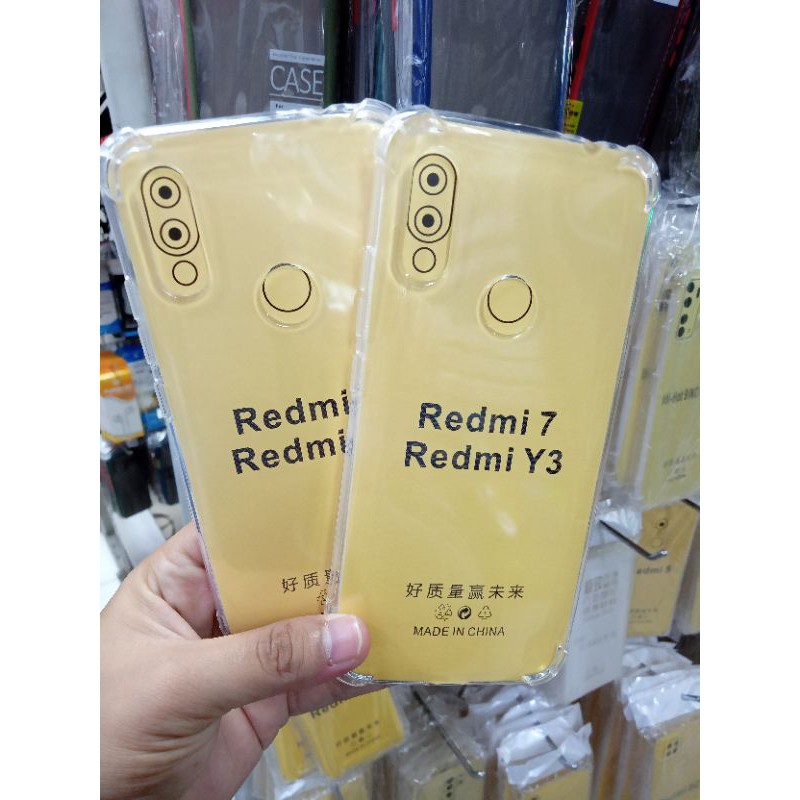 CASE
Redmi
Redmi
好质
Redmi 7
Redmi Y3
好质量赢未来
MADE IN CHINA